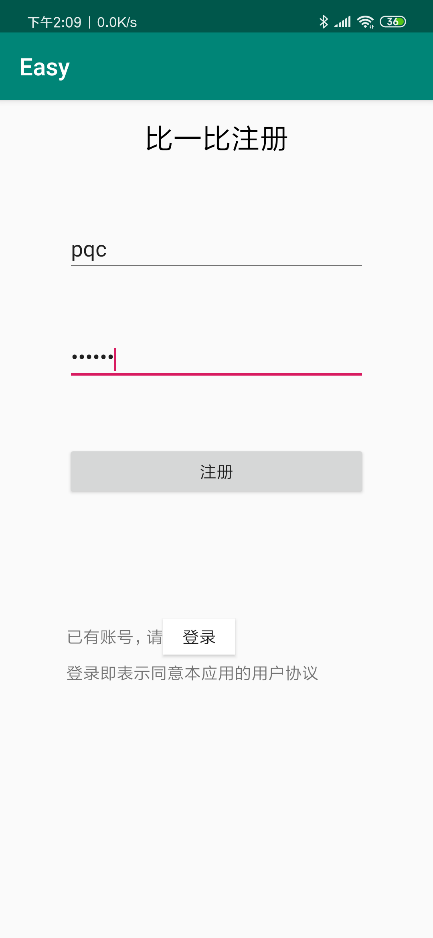 下午2:09 | 0.0K/s
36
Easy
比一比注册
pqc
••••••
注册
已有账号, 请 登录
登录即表示同意本应用的用户协议